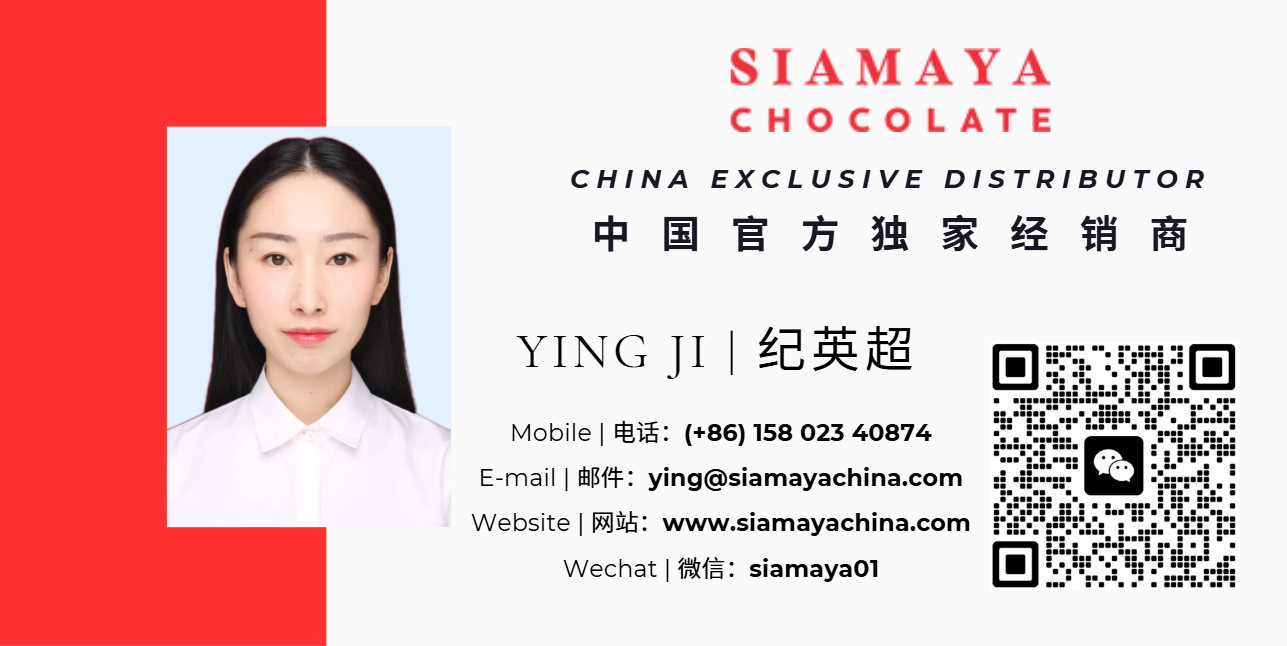 SIAMAYA
CHOCOLATE
CHINA EXCLUSIVE DISTRIBUTOR
中国官方独家经销商
YING JI | 纪英超
Mobile | 电话：(+86) 158 023 40874
E-mail | 邮件：ying@siamayachina.com
Website | 网站：www.siamayachina.com
Wechat | 微信：siamaya01